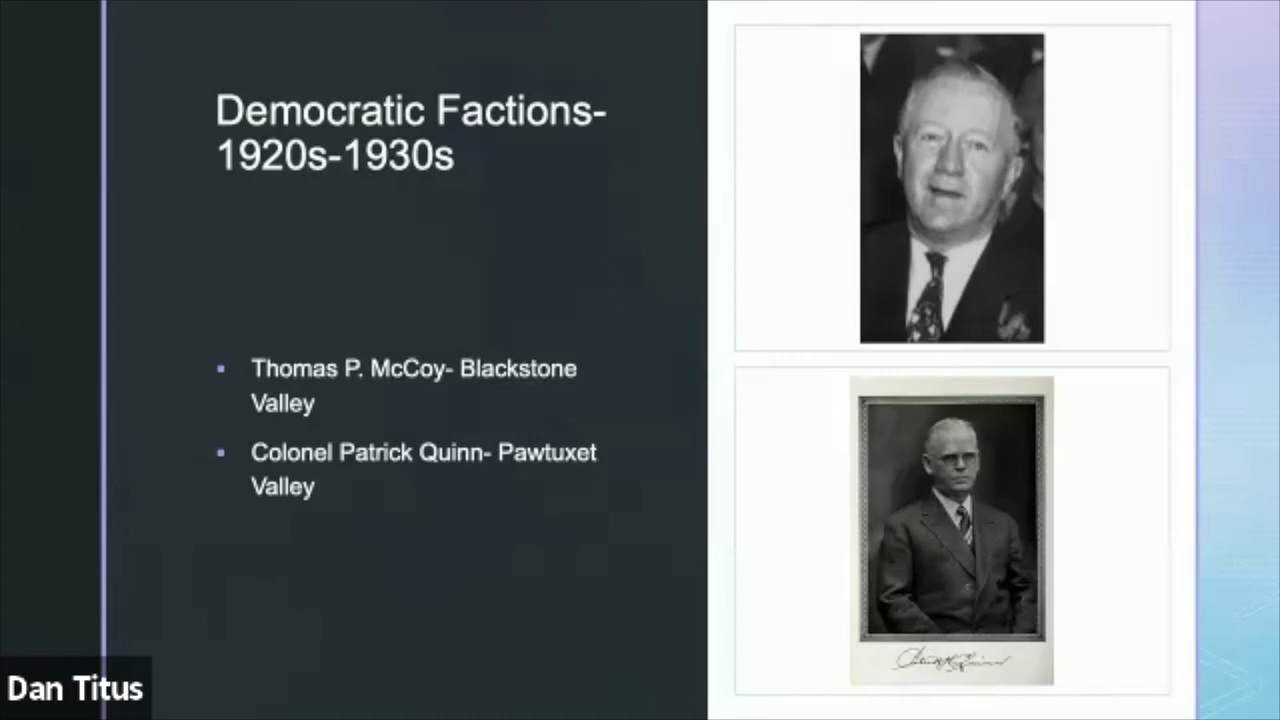 Democratic Factions-
1920s-1930s
▪ Thomas P. McCoy- Blackstone
Valley
▪ Colonel Patrick Quinn- Pawtuxet
Valley
Dan Titus